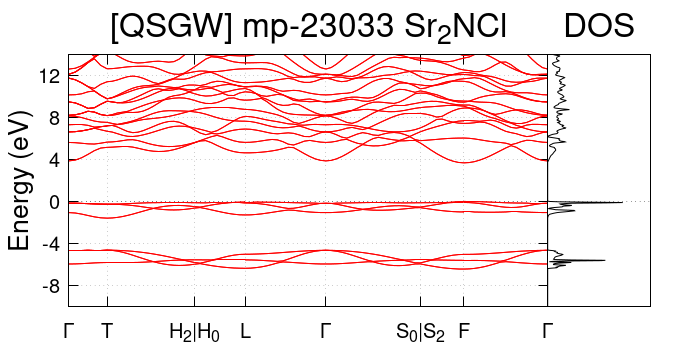 [QSGW] mp-23033 Sr₂NCl DOS
Energy (eV)
12
8
4
0
-4
-8
Γ T H₂|H₀ L Γ S₀|S₂ F Γ